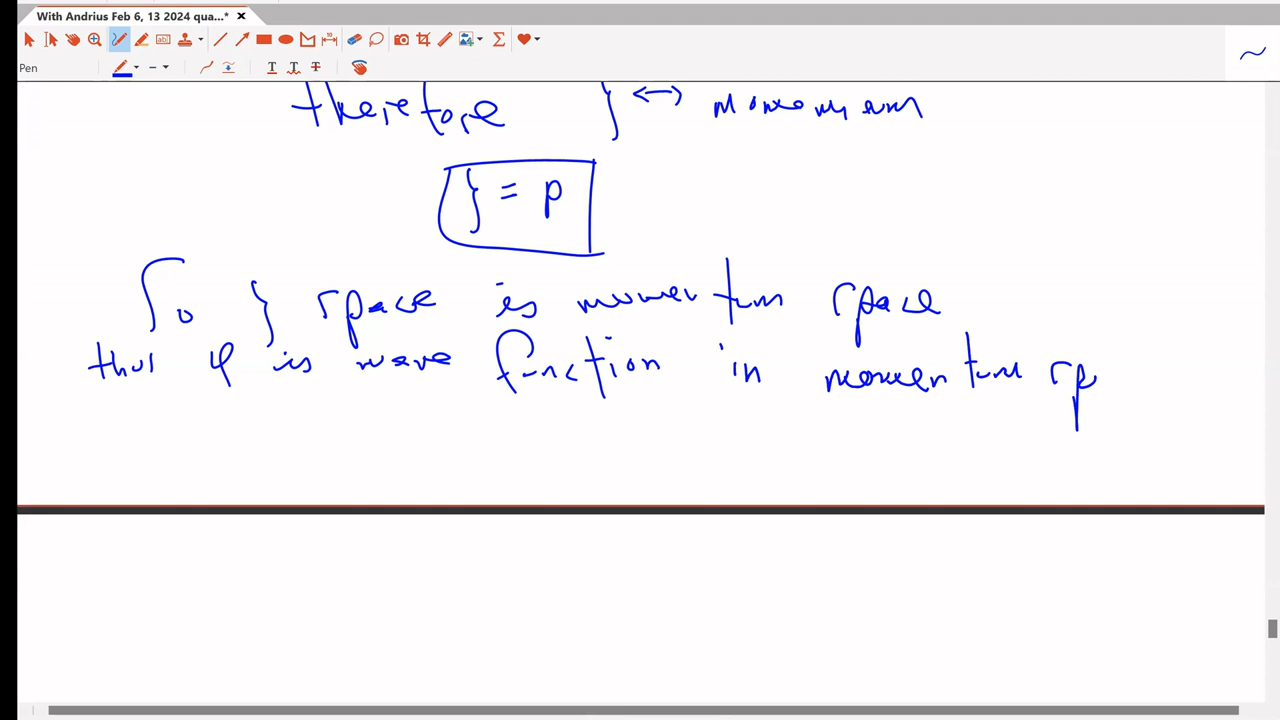 With Andrius Feb 6, 13 2024 qua...*
Pen
therefore } ↔ momentum
} = p
So } space is momentum space
thus φ is wave function in momentum sp